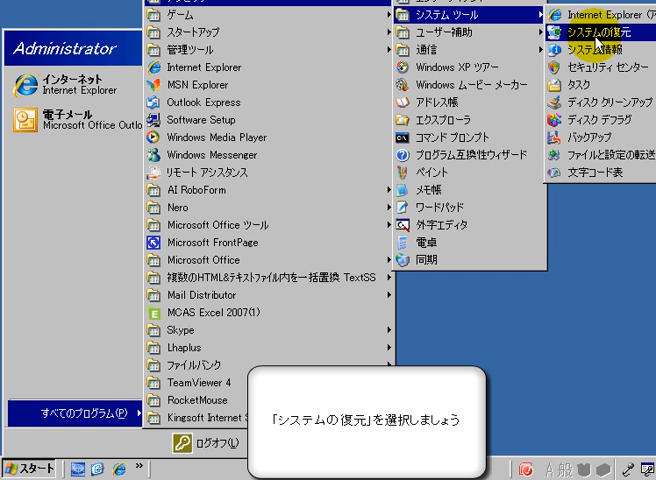 Administrator
インターネット
Internet Explorer
電子メール
Microsoft Office Outlo
すべてのプログラム(P)
ログオフ(L)
スタート
ゲーム
スタートアップ
管理ツール
Internet Explorer
MSN Explorer
Outlook Express
Software Setup
Windows Media Player
Windows Messenger
リモート アシスタンス
AI RoboForm
Nero
Microsoft Office ツール
Microsoft FrontPage
Microsoft Office
複数のHTML&テキストファイル内を一括置換 TextSS
Mail Distributor
MCAS Excel 2007(1)
Skype
Lhaplus
ファイルバンク
TeamViewer 4
RocketMouse
Kingsoft Internet S
システム ツール
ユーザー補助
通信
Windows XP ツアー
Windows ムービー メーカー
アドレス帳
エクスプローラ
コマンド プロンプト
プログラム互換性ウィザード
ペイント
メモ帳
ワードパッド
外字エディタ
電卓
同期
Internet Explorer (ア
システムの復元
システム情報
セキュリティ センター
タスク
ディスク クリーンアップ
ディスク デフラグ
バックアップ
ファイルと設定の転送
文字コード表
「システムの復元」を選択しましょう
A 般